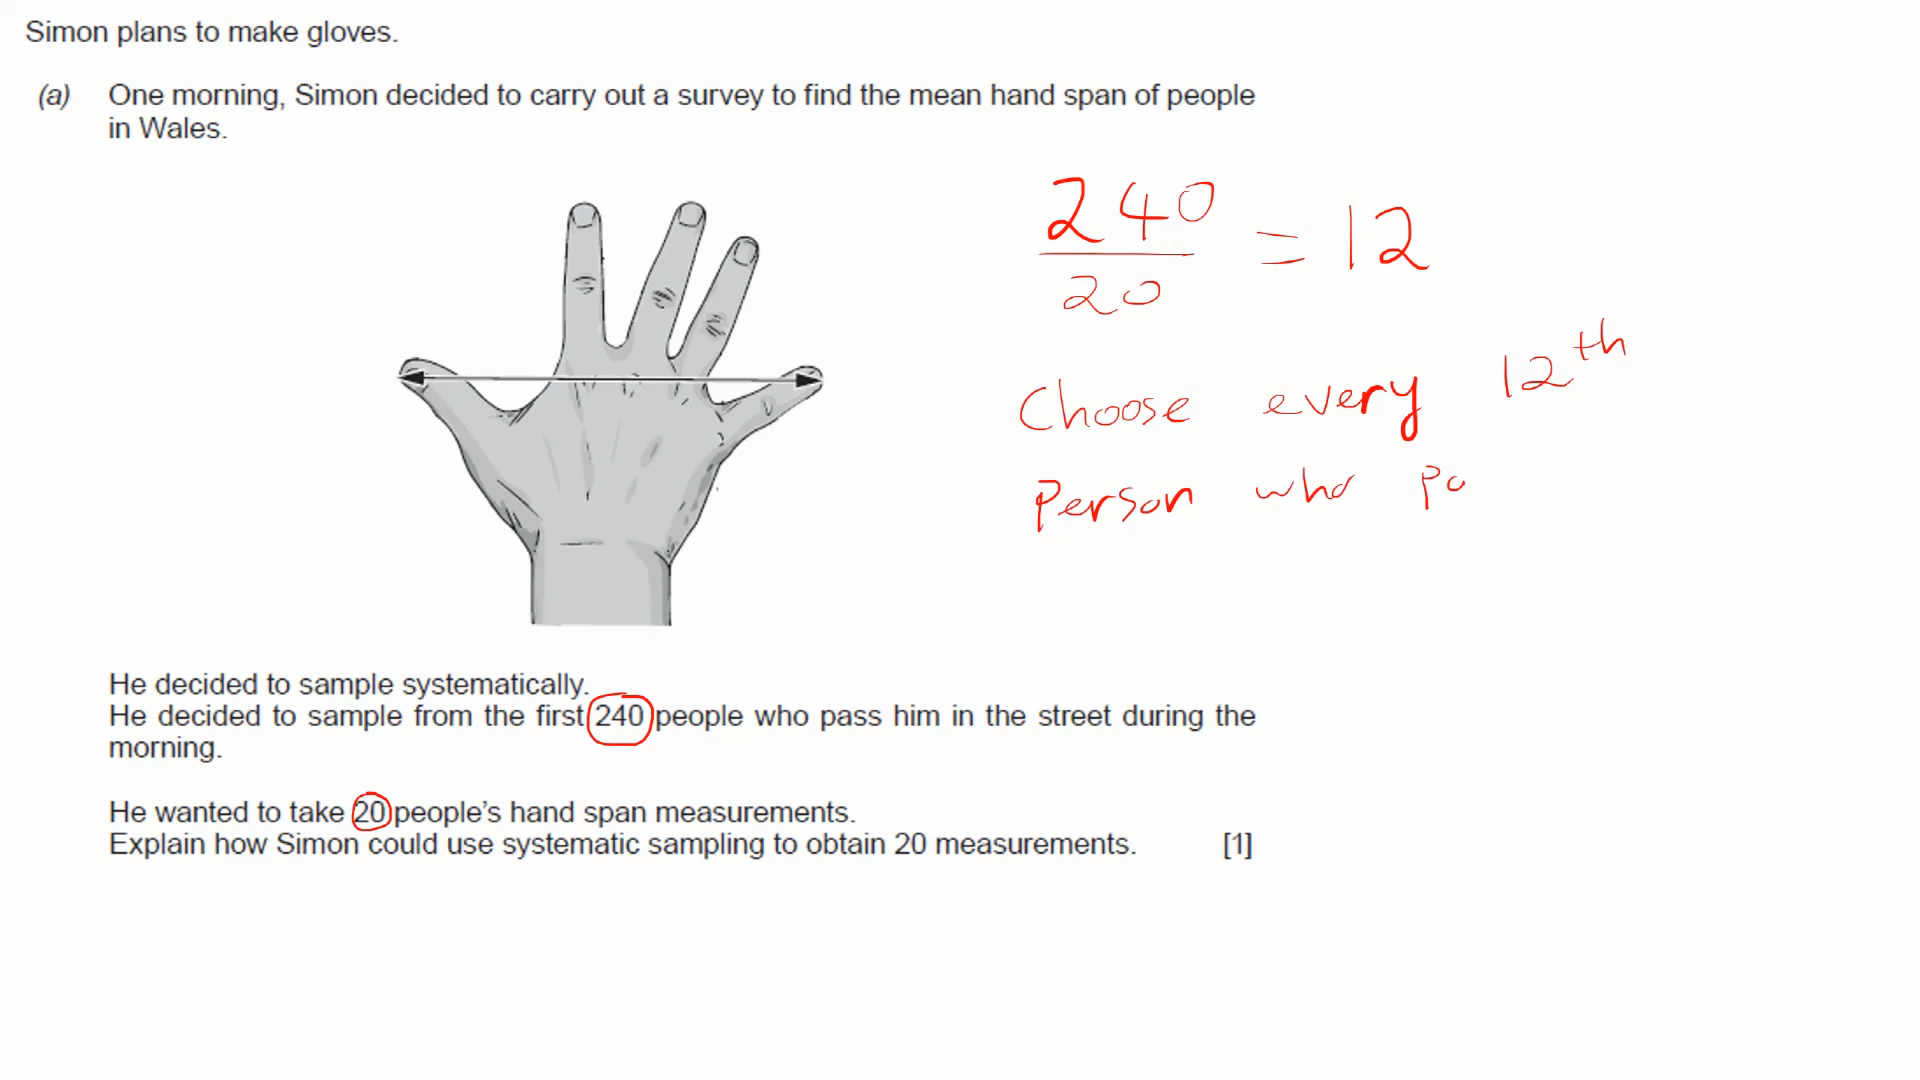 Simon plans to make gloves.
(a) One morning, Simon decided to carry out a survey to find the mean hand span of people
in Wales.
240
20
= 12
Choose every 12th
Person who pa
He decided to sample systematically.
He decided to sample from the first 240 people who pass him in the street during the
morning.
He wanted to take 20 people's hand span measurements.
Explain how Simon could use systematic sampling to obtain 20 measurements. [1]